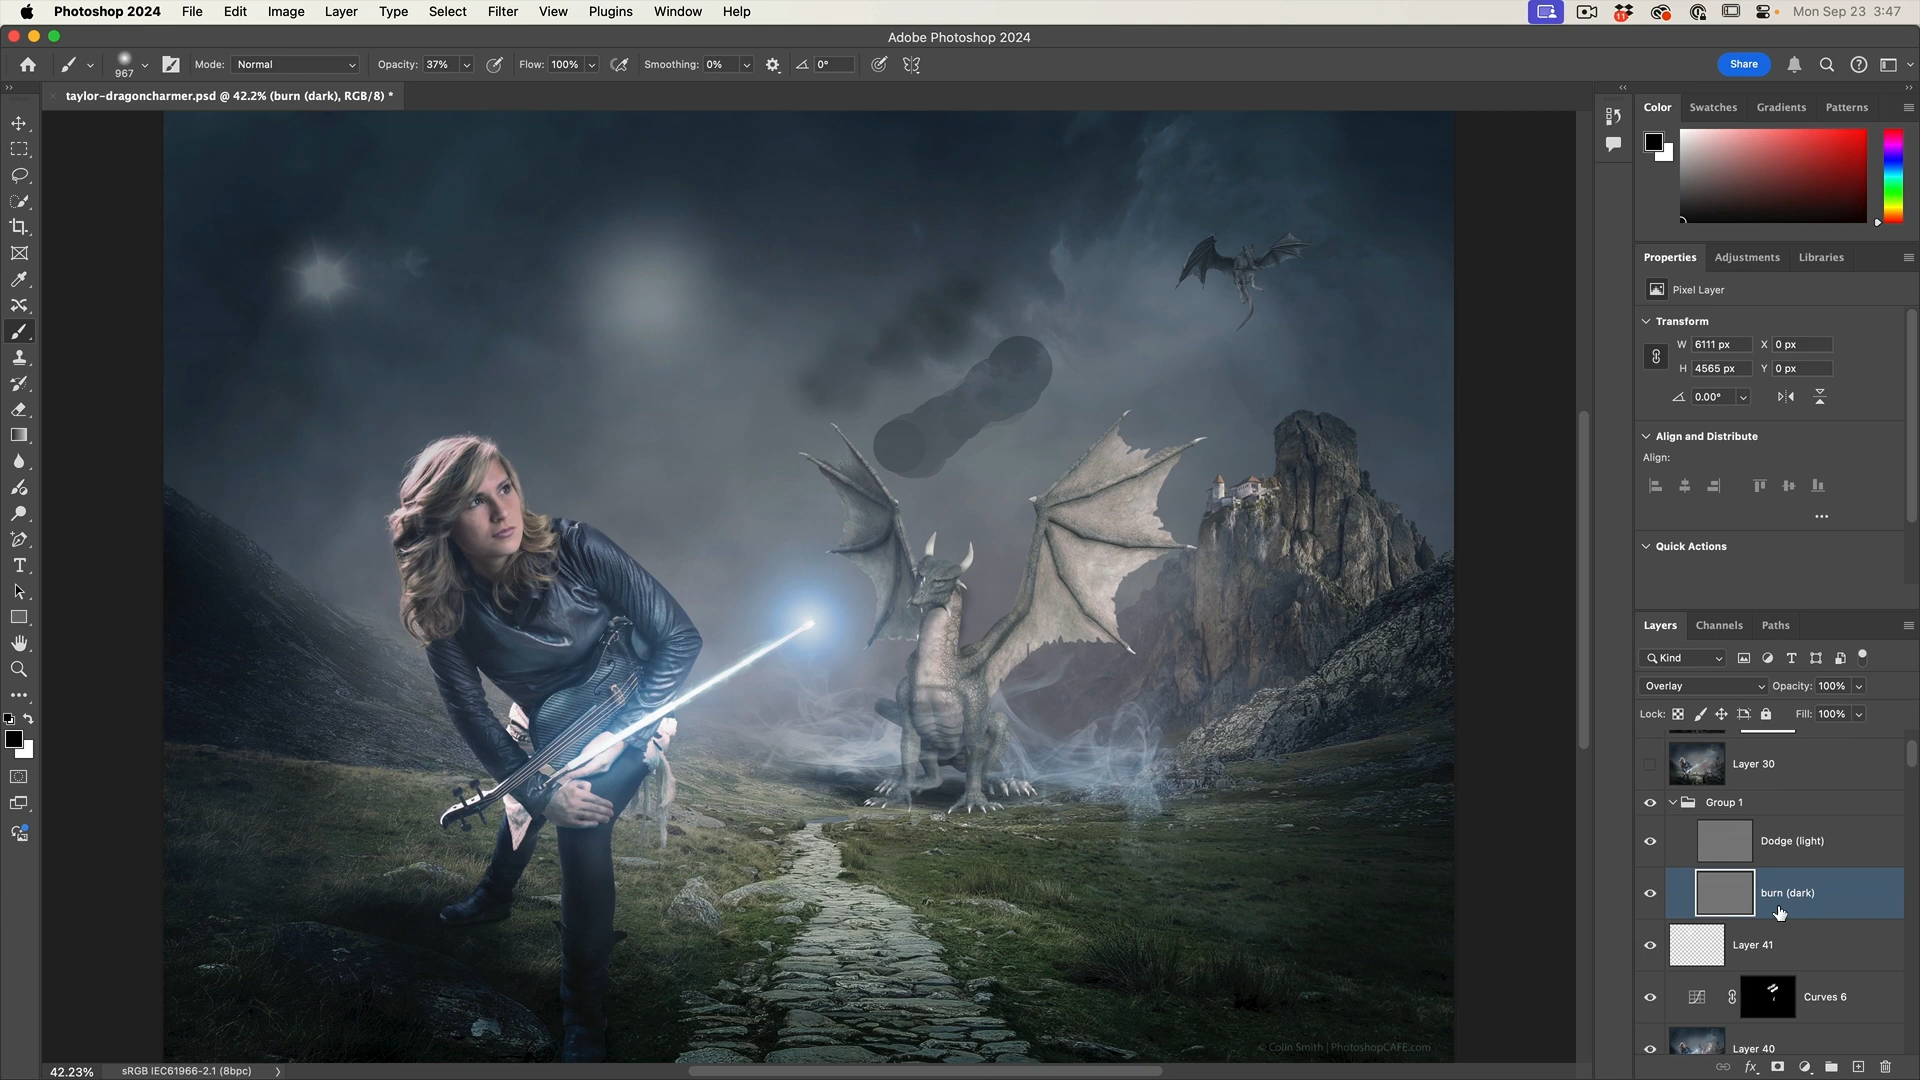 Photoshop 2024 File Edit Image Layer Type Select Filter View Plugins Window Help 11 Mon Sep 23 3:47
Adobe Photoshop 2024
967 Mode: Normal Opacity: 37% Flow: 100% Smoothing: 0% 0° Share
taylor-dragoncharmer.psd @ 42.2% (burn (dark), RGB/8) *
Color Swatches Gradients Patterns
Properties Adjustments Libraries
Pixel Layer
Transform
W 6111 px X 0 px
H 4565 px Y 0 px
0.00°
Align and Distribute
Align:
Quick Actions
Layers Channels Paths
Kind
Overlay Opacity: 100%
Lock: Fill: 100%
Layer 30
Group 1
Dodge (light)
burn (dark)
Layer 41
Curves 6
Layer 40
© Colin Smith | PhotoshopCAFE.com
42.23% sRGB IEC61966-2.1 (8bpc)